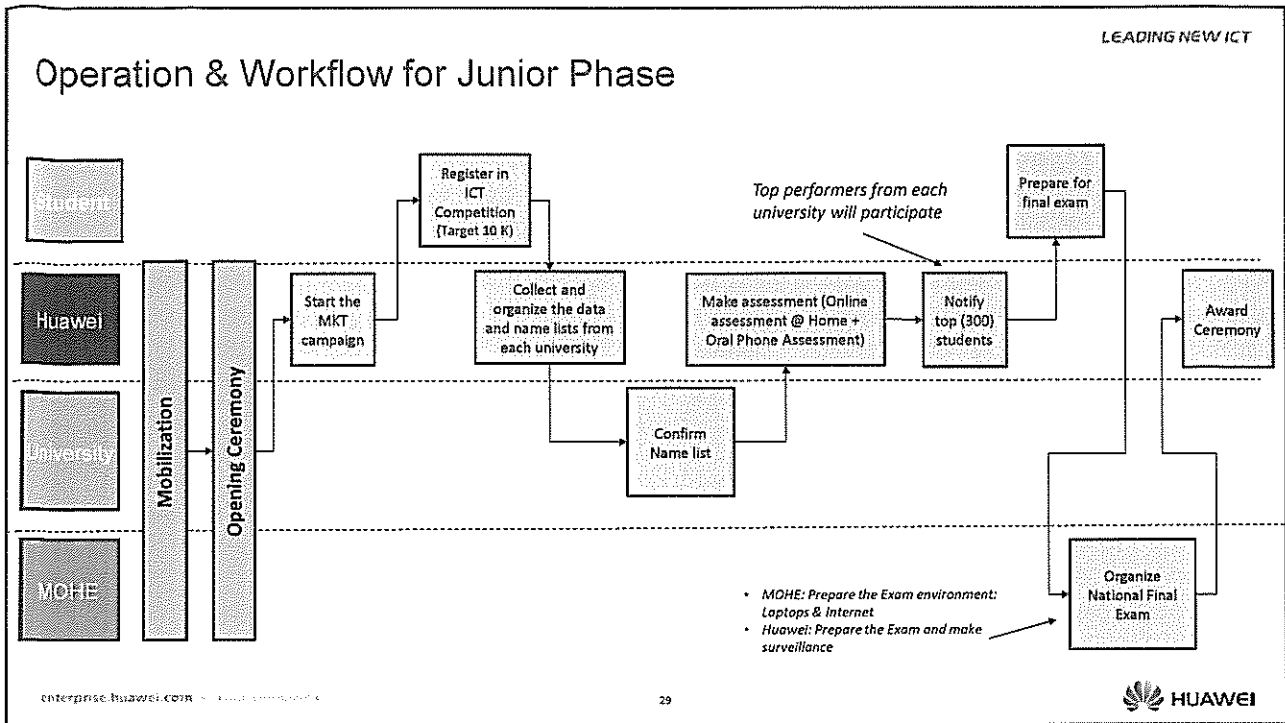 LEADING NEW ICT
Operation & Workflow for Junior Phase
Student
Register in
ICT
Competition
(Target 10 K)
Top performers from each
university will participate
Prepare for
final exam
Huawei
Start the
MKT
campaign
Collect and
organize the data
and name lists from
each university
Make assessment (Online
assessment @ Home +
Oral Phone Assessment)
Notify
top (300)
students
Award
Ceremony
University
Mobilization
Opening Ceremony
Confirm
Name list
MOHE
• MOHE: Prepare the Exam environment:
Laptops & Internet
• Huawei: Prepare the Exam and make
surveillance
Organize
National Final
Exam
enterprise.huawei.com
29
HUAWEI